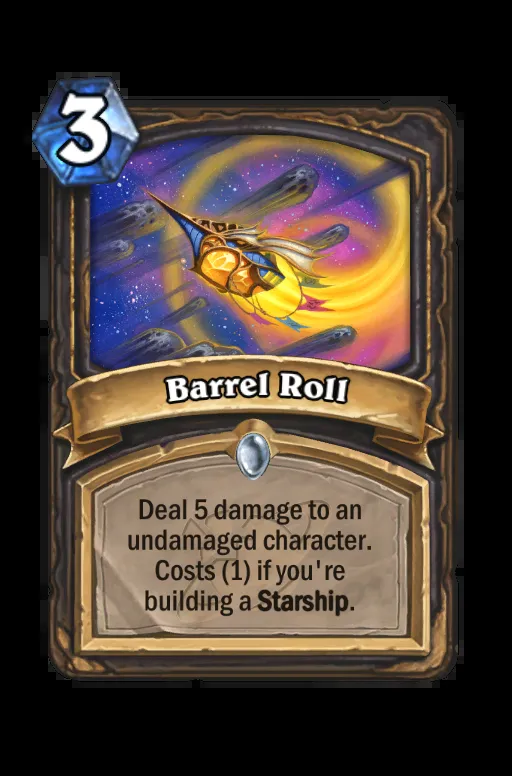 3
Barrel Roll
Deal 5 damage to an
undamaged character.
Costs (1) if you're
building a Starship.